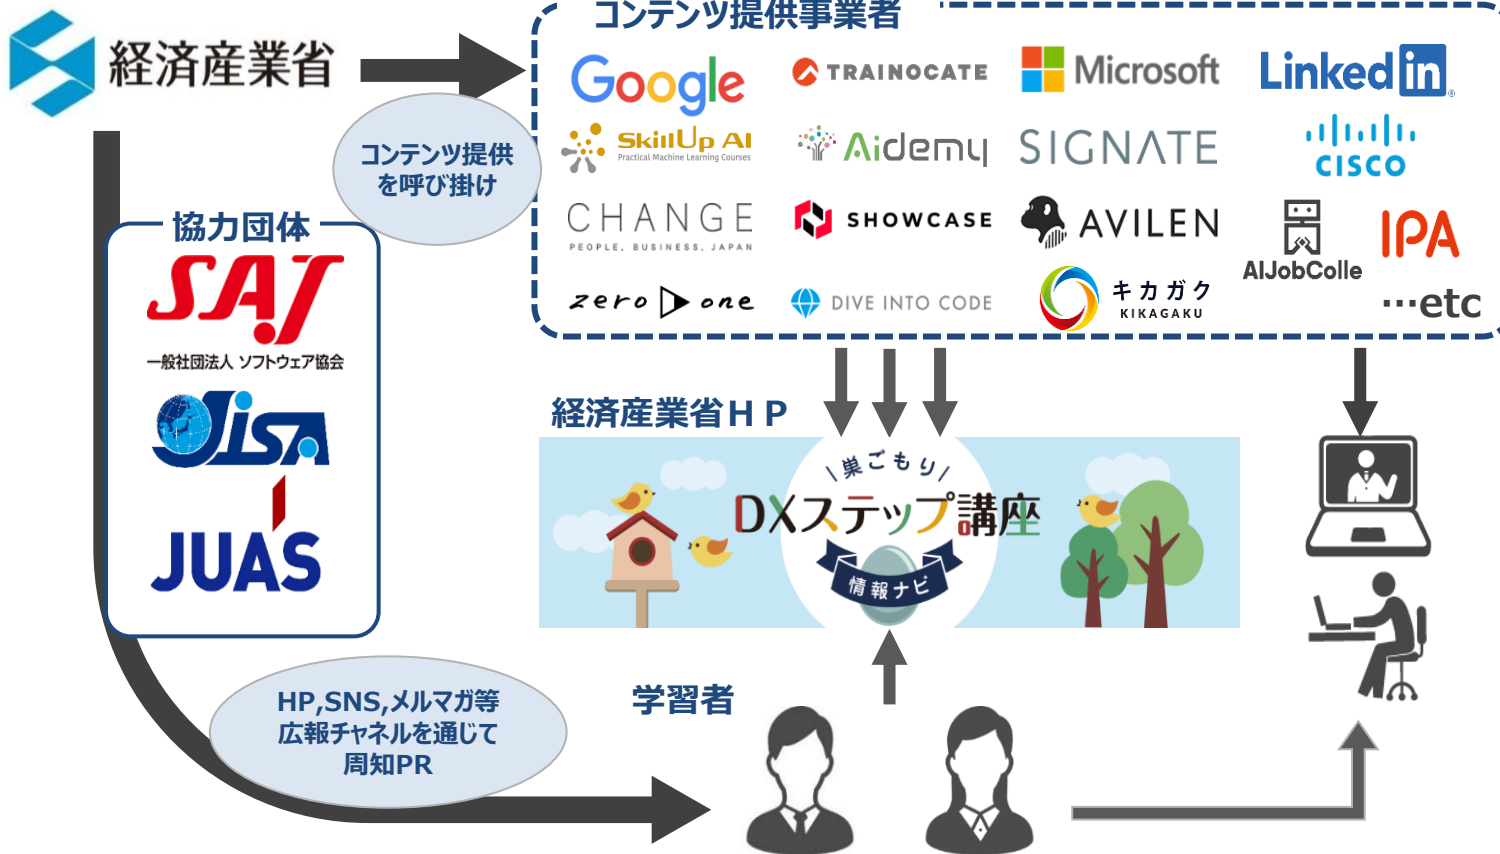 経済産業省
コンテンツ提供事業者
Google
TRAINOCATE
Microsoft
Linked in
SkillUp AI
Practical Machine Learning Courses
Aidemy
SIGNATE
CISCO
CHANGE
PEOPLE, BUSINESS, JAPAN
SHOWCASE
AVILEN
AIJobColle
IPA
zero one
DIVE INTO CODE
キカガク
KIKAGAKU
…etc
コンテンツ提供
を呼び掛け
協力団体
SAJ
一般社団法人 ソフトウェア協会
JiSA
JUAS
経済産業省HP
\巣ごもり/
DXステップ講座
情報ナビ
HP,SNS,メルマガ等
広報チャネルを通じて
周知PR
学習者